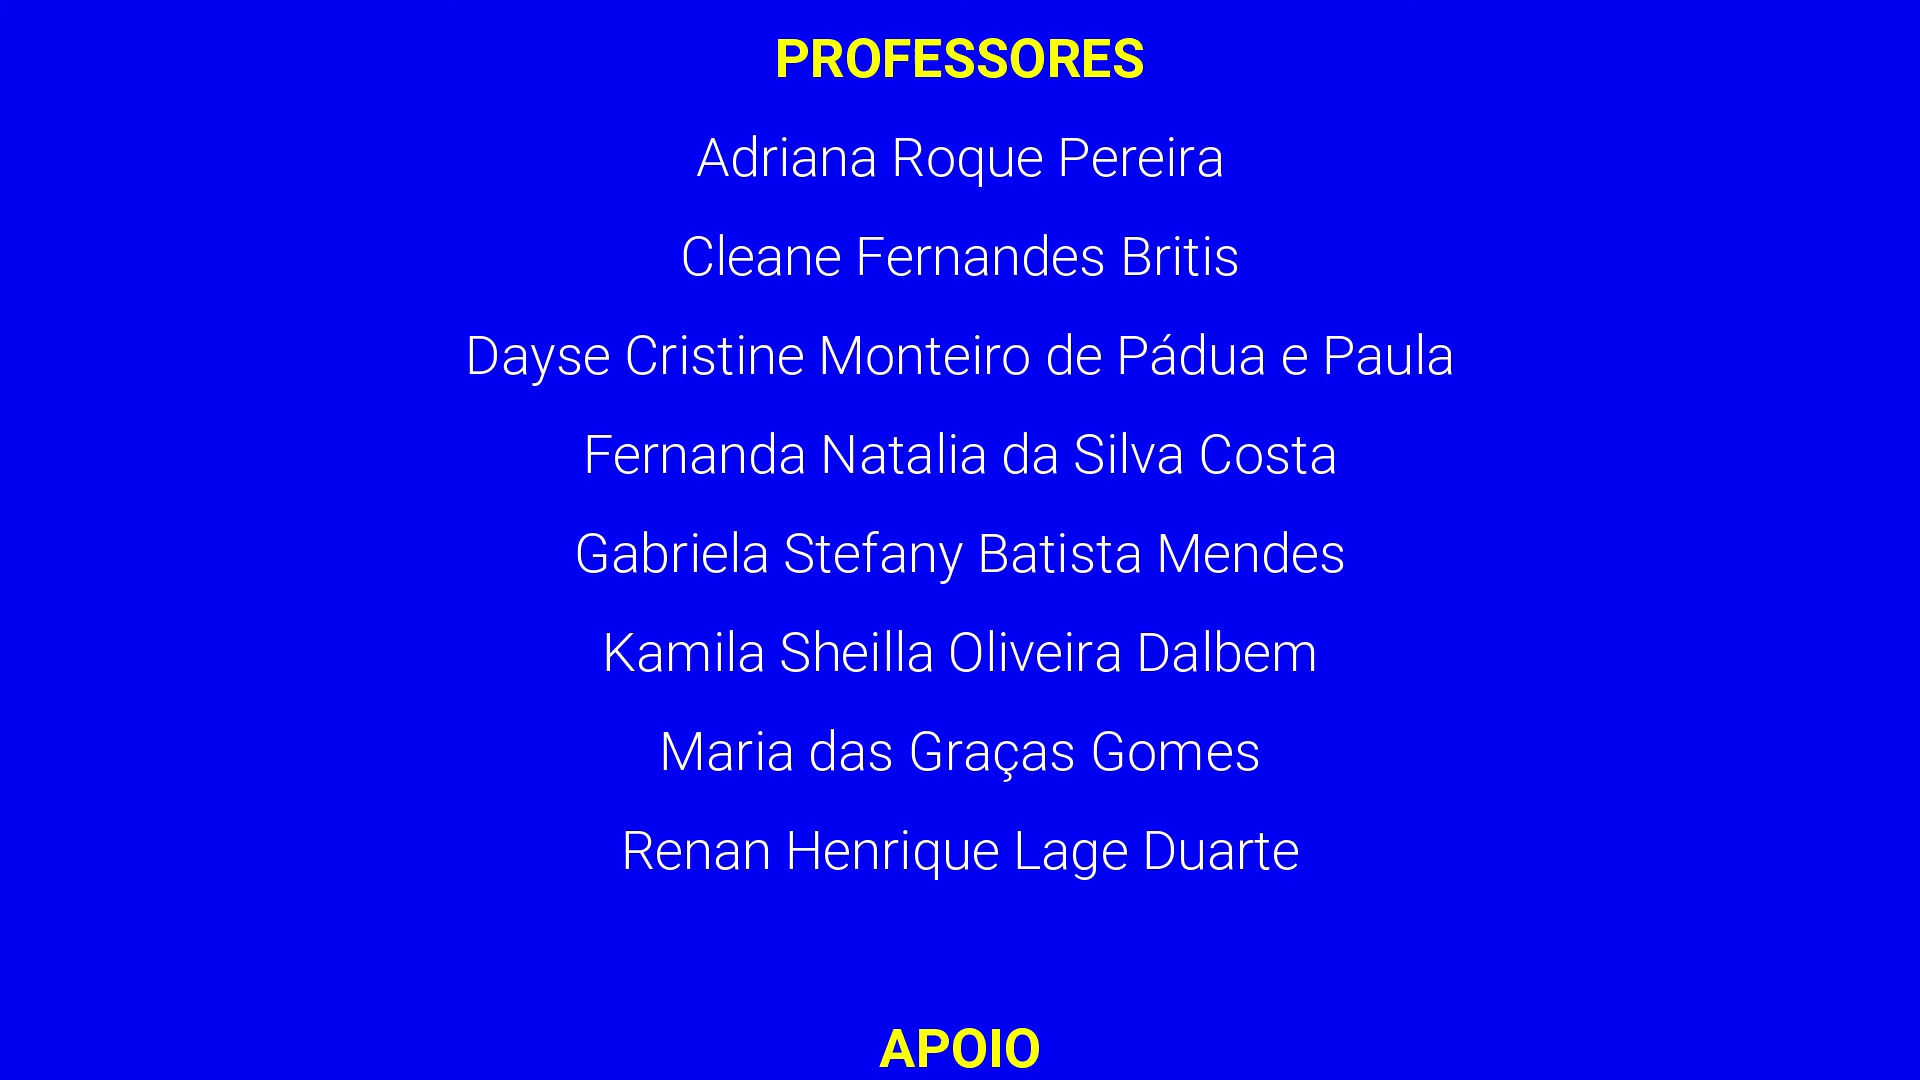 PROFESSORES
Adriana Roque Pereira
Cleane Fernandes Britis
Dayse Cristine Monteiro de Pádua e Paula
Fernanda Natalia da Silva Costa
Gabriela Stefany Batista Mendes
Kamila Sheilla Oliveira Dalbem
Maria das Graças Gomes
Renan Henrique Lage Duarte
APOIO